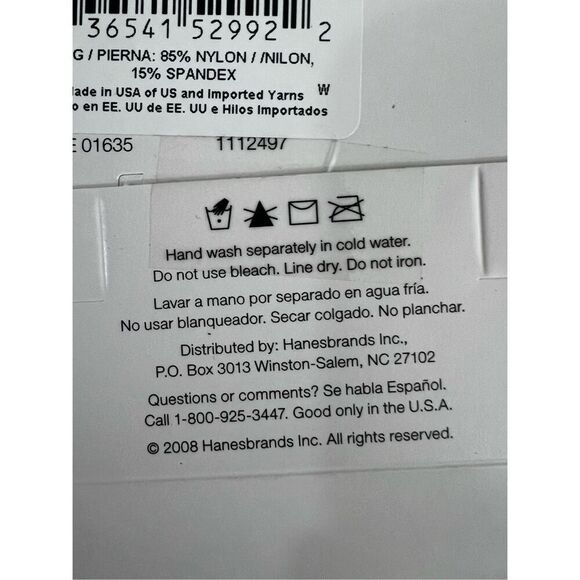 36541 52992 2
G / PIERNA: 85% NYLON / /NILON,
15% SPANDEX
ade in USA of US and Imported Yarns W
o en EE. UU de EE. UU e Hilos Importados
E 01635 1112497
Hand wash separately in cold water.
Do not use bleach. Line dry. Do not iron.
Lavar a mano por separado en agua fría.
No usar blanqueador. Secar colgado. No planchar.
Distributed by: Hanesbrands Inc.,
P.O. Box 3013 Winston-Salem, NC 27102
Questions or comments? Se habla Español.
Call 1-800-925-3447. Good only in the U.S.A.
© 2008 Hanesbrands Inc. All rights reserved.